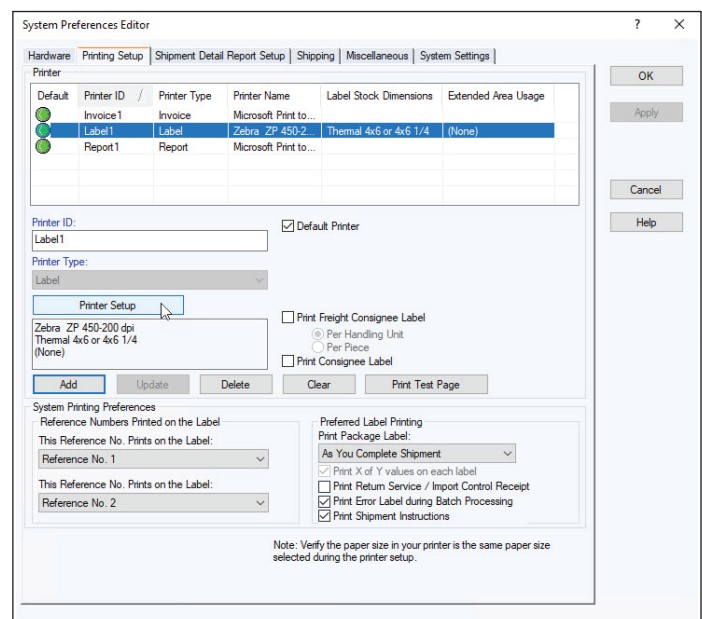 System Preferences Editor ? ×
Hardware Printing Setup Shipment Detail Report Setup Shipping Miscellaneous System Settings
Printer
Default Printer ID / Printer Type Printer Name Label Stock Dimensions Extended Area Usage
Invoice1 Invoice Microsoft Print to...
Label1 Label Zebra ZP 450-2... Thermal 4x6 or 4x6 1/4 (None)
Report1 Report Microsoft Print to...
OK
Apply
Cancel
Help
Printer ID:
Label1
Default Printer
Printer Type:
Label
Printer Setup
Zebra ZP 450-200 dpi
Thermal 4x6 or 4x6 1/4
(None)
Print Freight Consignee Label
Per Handling Unit
Per Piece
Print Consignee Label
Add Update Delete Clear Print Test Page
System Printing Preferences
Reference Numbers Printed on the Label
This Reference No. Prints on the Label:
Reference No. 1
This Reference No. Prints on the Label:
Reference No. 2
Preferred Label Printing
Print Package Label:
As You Complete Shipment
Print X of Y values on each label
Print Return Service / Import Control Receipt
Print Error Label during Batch Processing
Print Shipment Instructions
Note: Verify the paper size in your printer is the same paper size
selected during the printer setup.